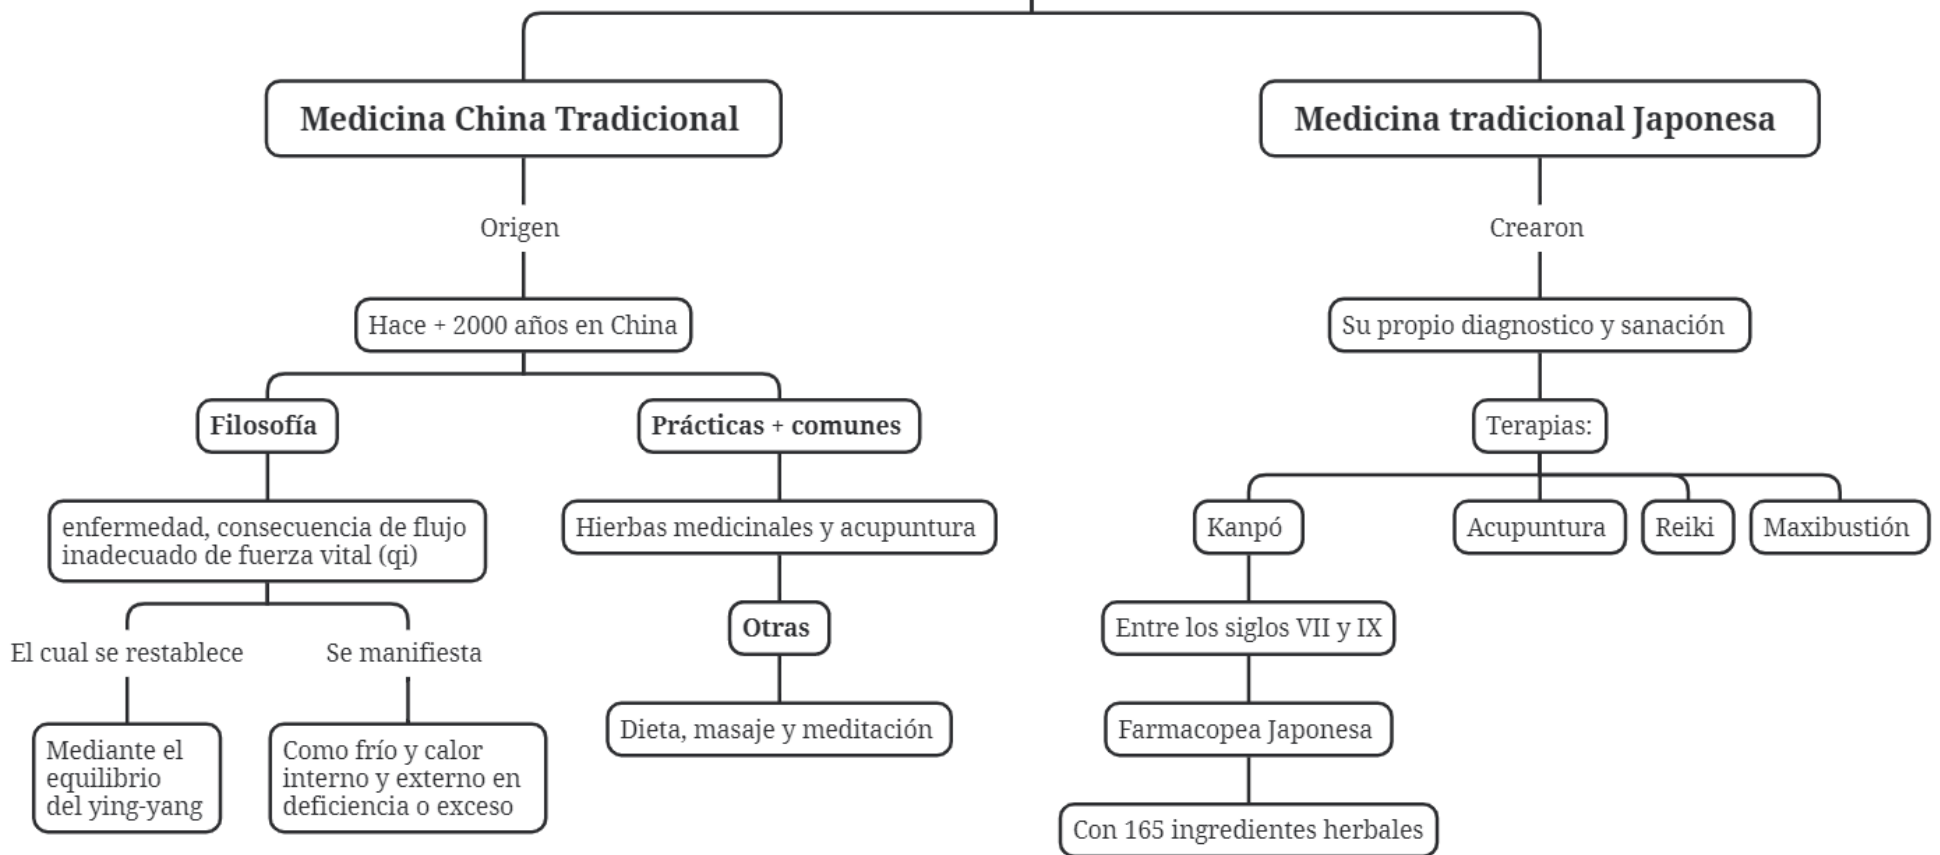 Medicina China Tradicional
Medicina tradicional Japonesa
Origen
Crearon
Hace + 2000 años en China
Su propio diagnostico y sanación
Filosofía
Prácticas + comunes
Terapias:
enfermedad, consecuencia de flujo
inadecuado de fuerza vital (qi)
Hierbas medicinales y acupuntura
Kanpó
Acupuntura
Reiki
Maxibustión
Otras
Entre los siglos VII y IX
El cual se restablece
Se manifiesta
Dieta, masaje y meditación
Farmacopea Japonesa
Mediante el
equilibrio
del ying-yang
Como frío y calor
interno y externo en
deficiencia o exceso
Con 165 ingredientes herbales